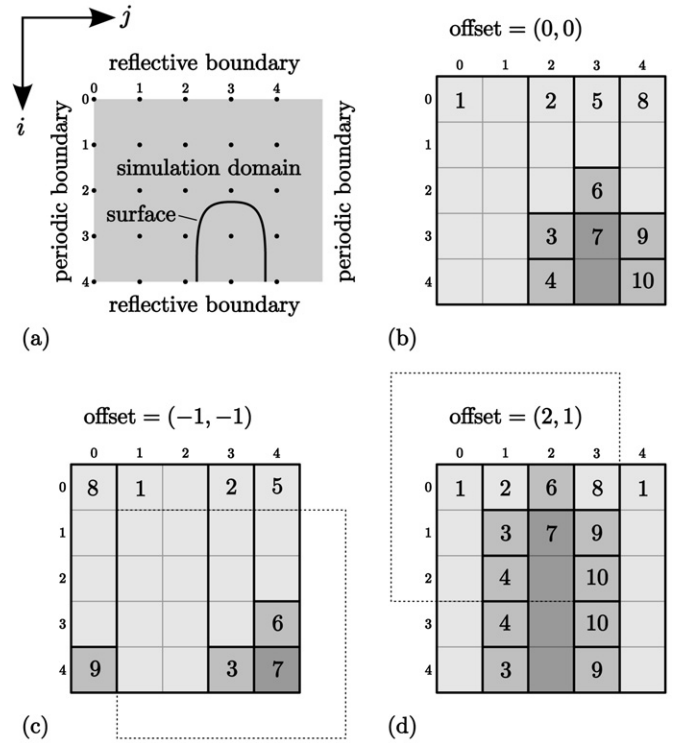 j
i
reflective boundary
0 1 2 3 4
0
1
2
3
4
periodic boundary
simulation domain
surface
periodic boundary
reflective boundary
(a)
offset = (0, 0)
0 1 2 3 4
0 1 2 5 8
1
2 6
3 3 7 9
4 4 10
(b)
offset = (−1, −1)
0 1 2 3 4
0 8 1 2 5
1
2
3 6
4 9 3 7
(c)
offset = (2, 1)
0 1 2 3 4
0 1 2 6 8 1
1 3 7 9
2 4 10
3 4 10
4 3 9
(d)